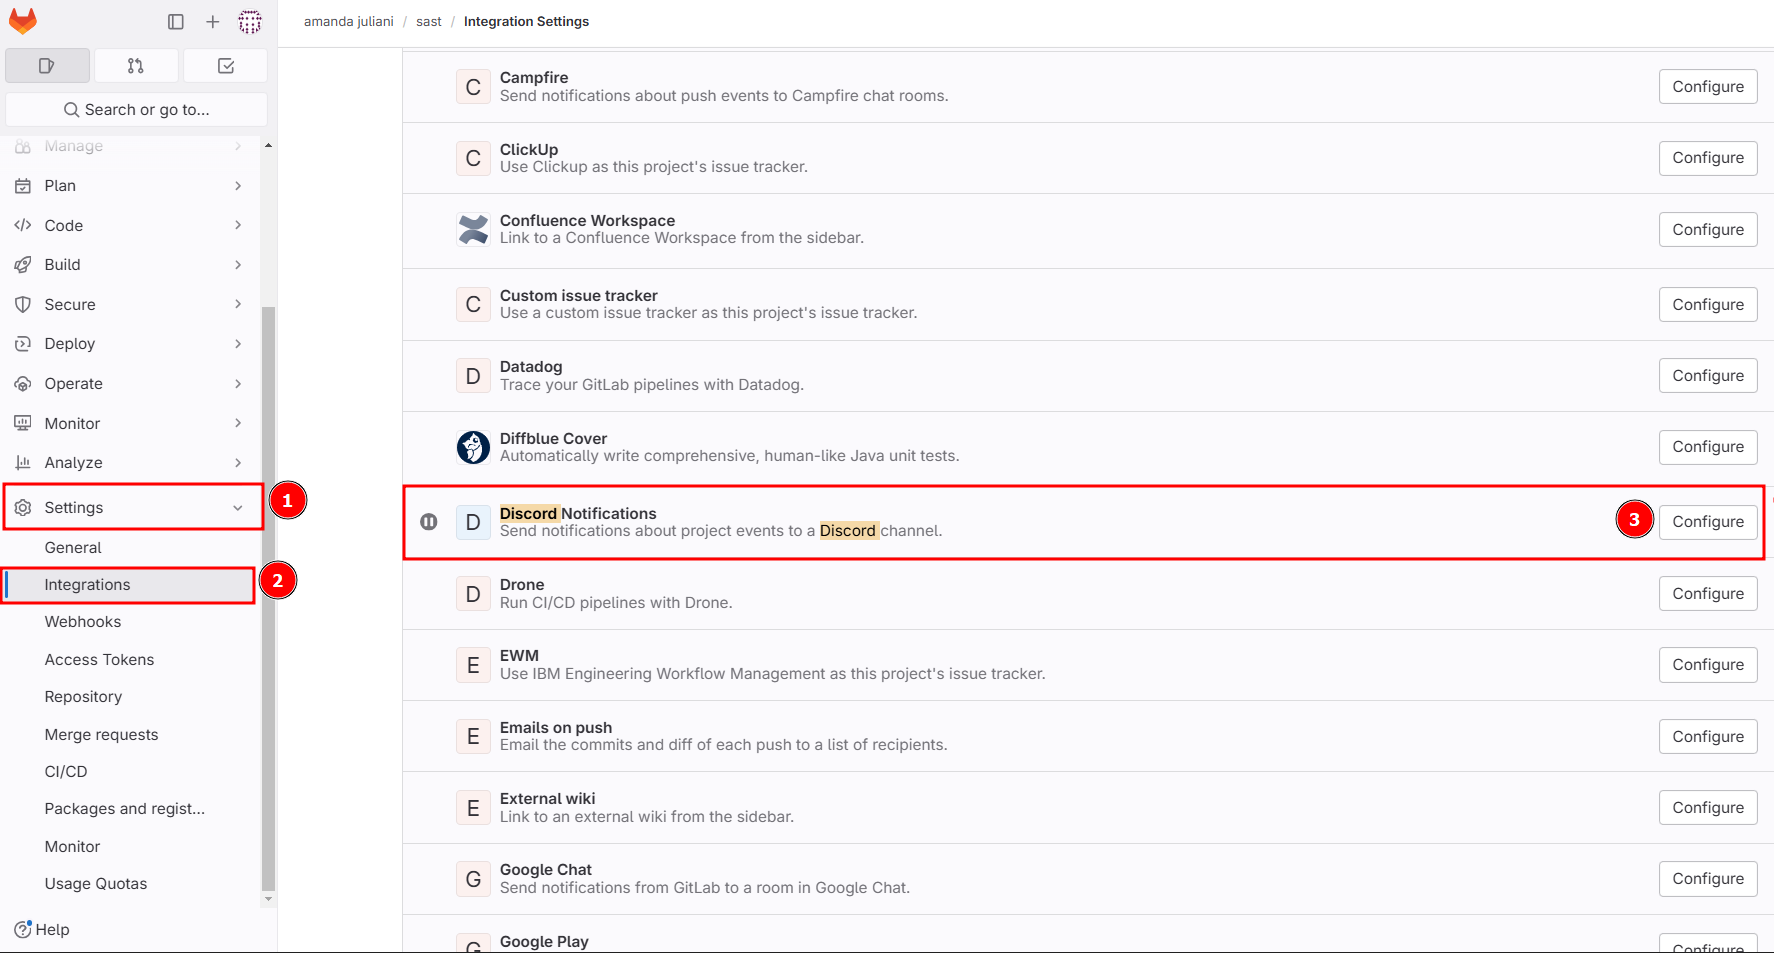 amanda juliani / sast / Integration Settings
Search or go to...
Manage
Plan
Code
Build
Secure
Deploy
Operate
Monitor
Analyze
Settings
1
General
Integrations
2
Webhooks
Access Tokens
Repository
Merge requests
CI/CD
Packages and regist...
Monitor
Usage Quotas
Help
C
Campfire
Send notifications about push events to Campfire chat rooms.
Configure
C
ClickUp
Use Clickup as this project's issue tracker.
Configure
Confluence Workspace
Link to a Confluence Workspace from the sidebar.
Configure
C
Custom issue tracker
Use a custom issue tracker as this project's issue tracker.
Configure
D
Datadog
Trace your GitLab pipelines with Datadog.
Configure
Diffblue Cover
Automatically write comprehensive, human-like Java unit tests.
Configure
D
Discord Notifications
Send notifications about project events to a Discord channel.
3
Configure
D
Drone
Run CI/CD pipelines with Drone.
Configure
E
EWM
Use IBM Engineering Workflow Management as this project's issue tracker.
Configure
E
Emails on push
Email the commits and diff of each push to a list of recipients.
Configure
E
External wiki
Link to an external wiki from the sidebar.
Configure
G
Google Chat
Send notifications from GitLab to a room in Google Chat.
Configure
G
Google Play
Configure